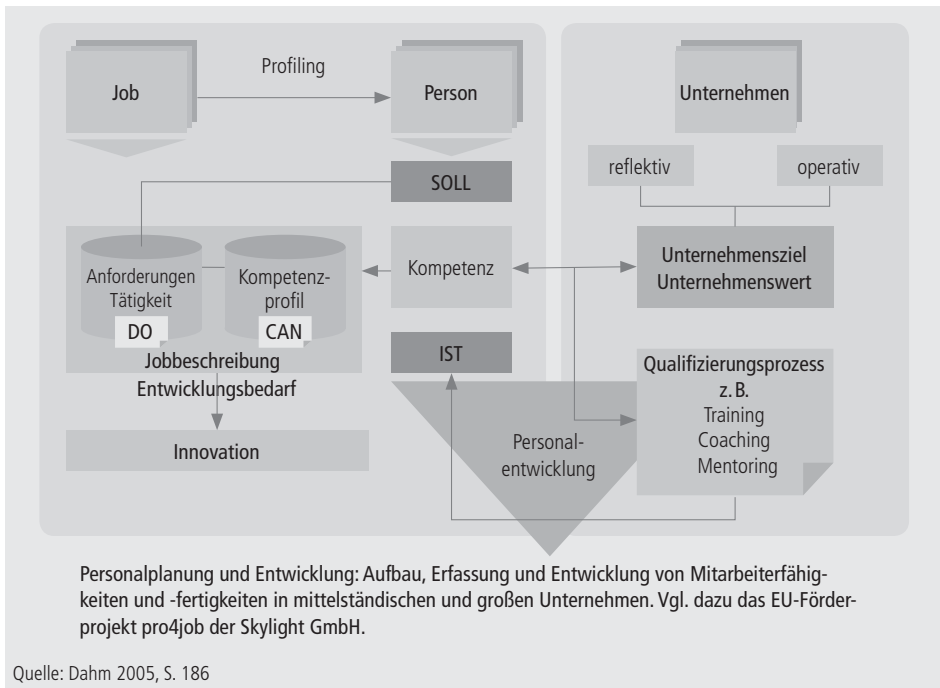 Profiling
Job
Person
Unternehmen
reflektiv
operativ
SOLL
Unternehmensziel
Unternehmenswert
Anforderungen
Tätigkeit
DO
Kompetenz-
profil
CAN
Kompetenz
Jobbeschreibung
Entwicklungsbedarf
IST
Qualifizierungsprozess
z. B.
Training
Coaching
Mentoring
Innovation
Personal-
entwicklung
Personalplanung und Entwicklung: Aufbau, Erfassung und Entwicklung von Mitarbeiterfähig-
keiten und -fertigkeiten in mittelständischen und großen Unternehmen. Vgl. dazu das EU-Förder-
projekt pro4job der Skylight GmbH.
Quelle: Dahm 2005, S. 186